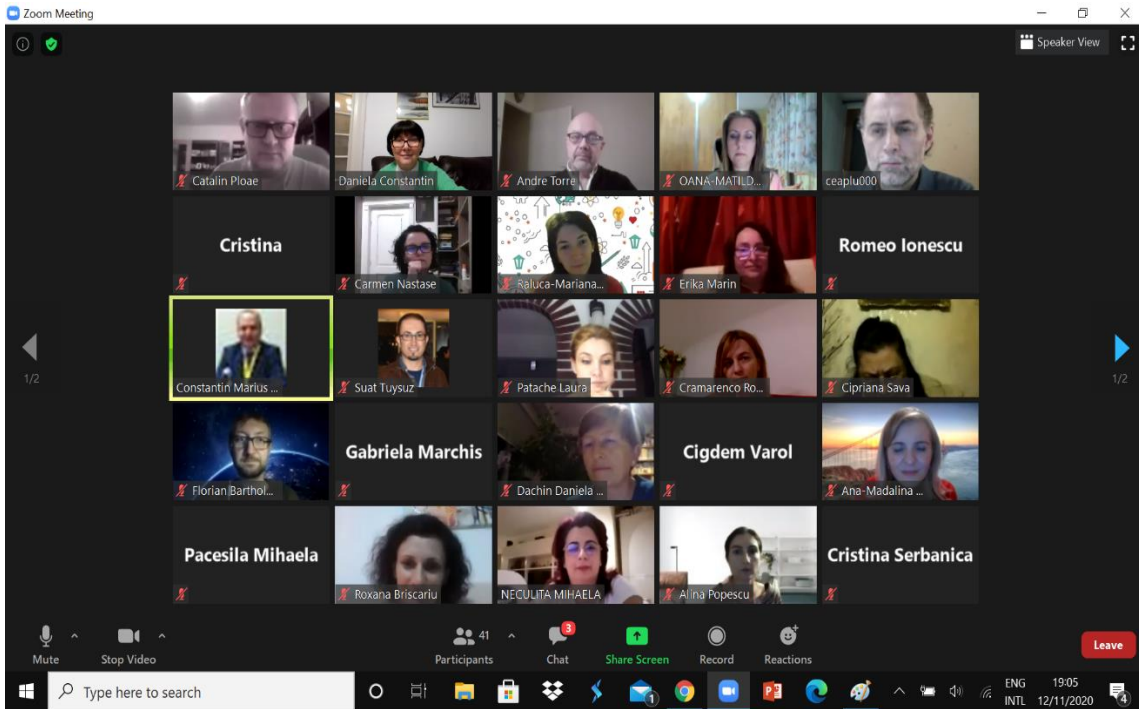 Zoom Meeting
Speaker View
Catalin Ploae
Daniela Constantin
Andre Torre
OANA-MATILD...
ceaplu000
Cristina
Carmen Nastase
Raluca-Mariana...
Erika Marin
Romeo Ionescu
Constantin Marius ...
Suat Tuysuz
Patache Laura
Cramarenco Ro...
Cipriana Sava
Florian Barthol...
Gabriela Marchis
Dachin Daniela ...
Cigdem Varol
Ana-Madalina ...
Pacesila Mihaela
Roxana Briscariu
NECULITA MIHAELA
Alina Popescu
Cristina Serbanica
1/2
1/2
Mute
Stop Video
Participants
41
Chat
3
Share Screen
Record
Reactions
Leave
Type here to search
1
ENG
INTL
19:05
12/11/2020
4